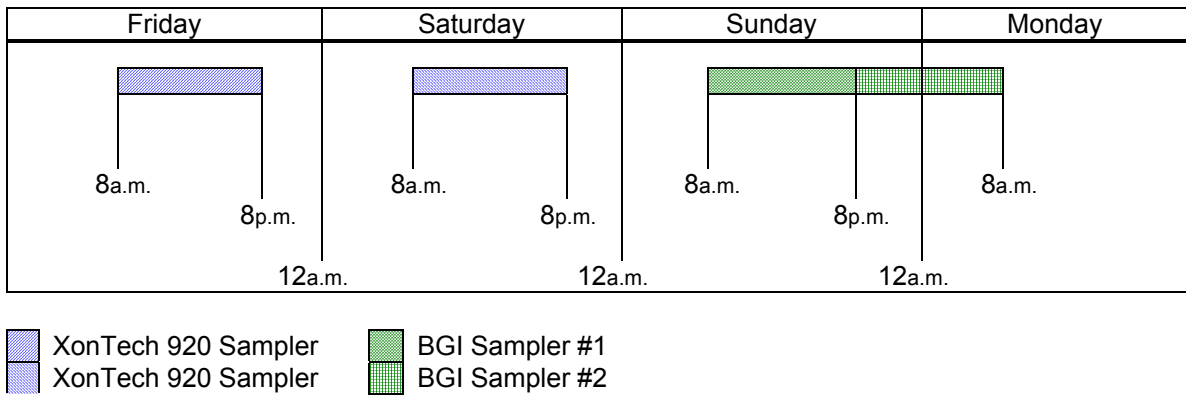 Friday Saturday Sunday Monday
8a.m. 8a.m. 8a.m. 8a.m.
8p.m. 8p.m. 8p.m.
12a.m. 12a.m. 12a.m.
XonTech 920 Sampler BGI Sampler #1
XonTech 920 Sampler BGI Sampler #2